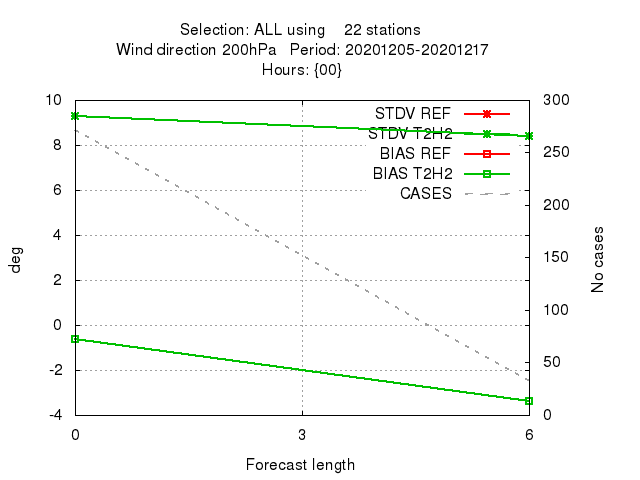 Selection: ALL using    22 stations
Wind direction 200hPa   Period: 20201205-20201217
Hours: {00}
10
8
6
4
2
0
-2
-4
deg
STDV REF
STDV T2H2
BIAS REF
BIAS T2H2
CASES
300
250
200
150
100
50
0
No cases
0
3
6
Forecast length